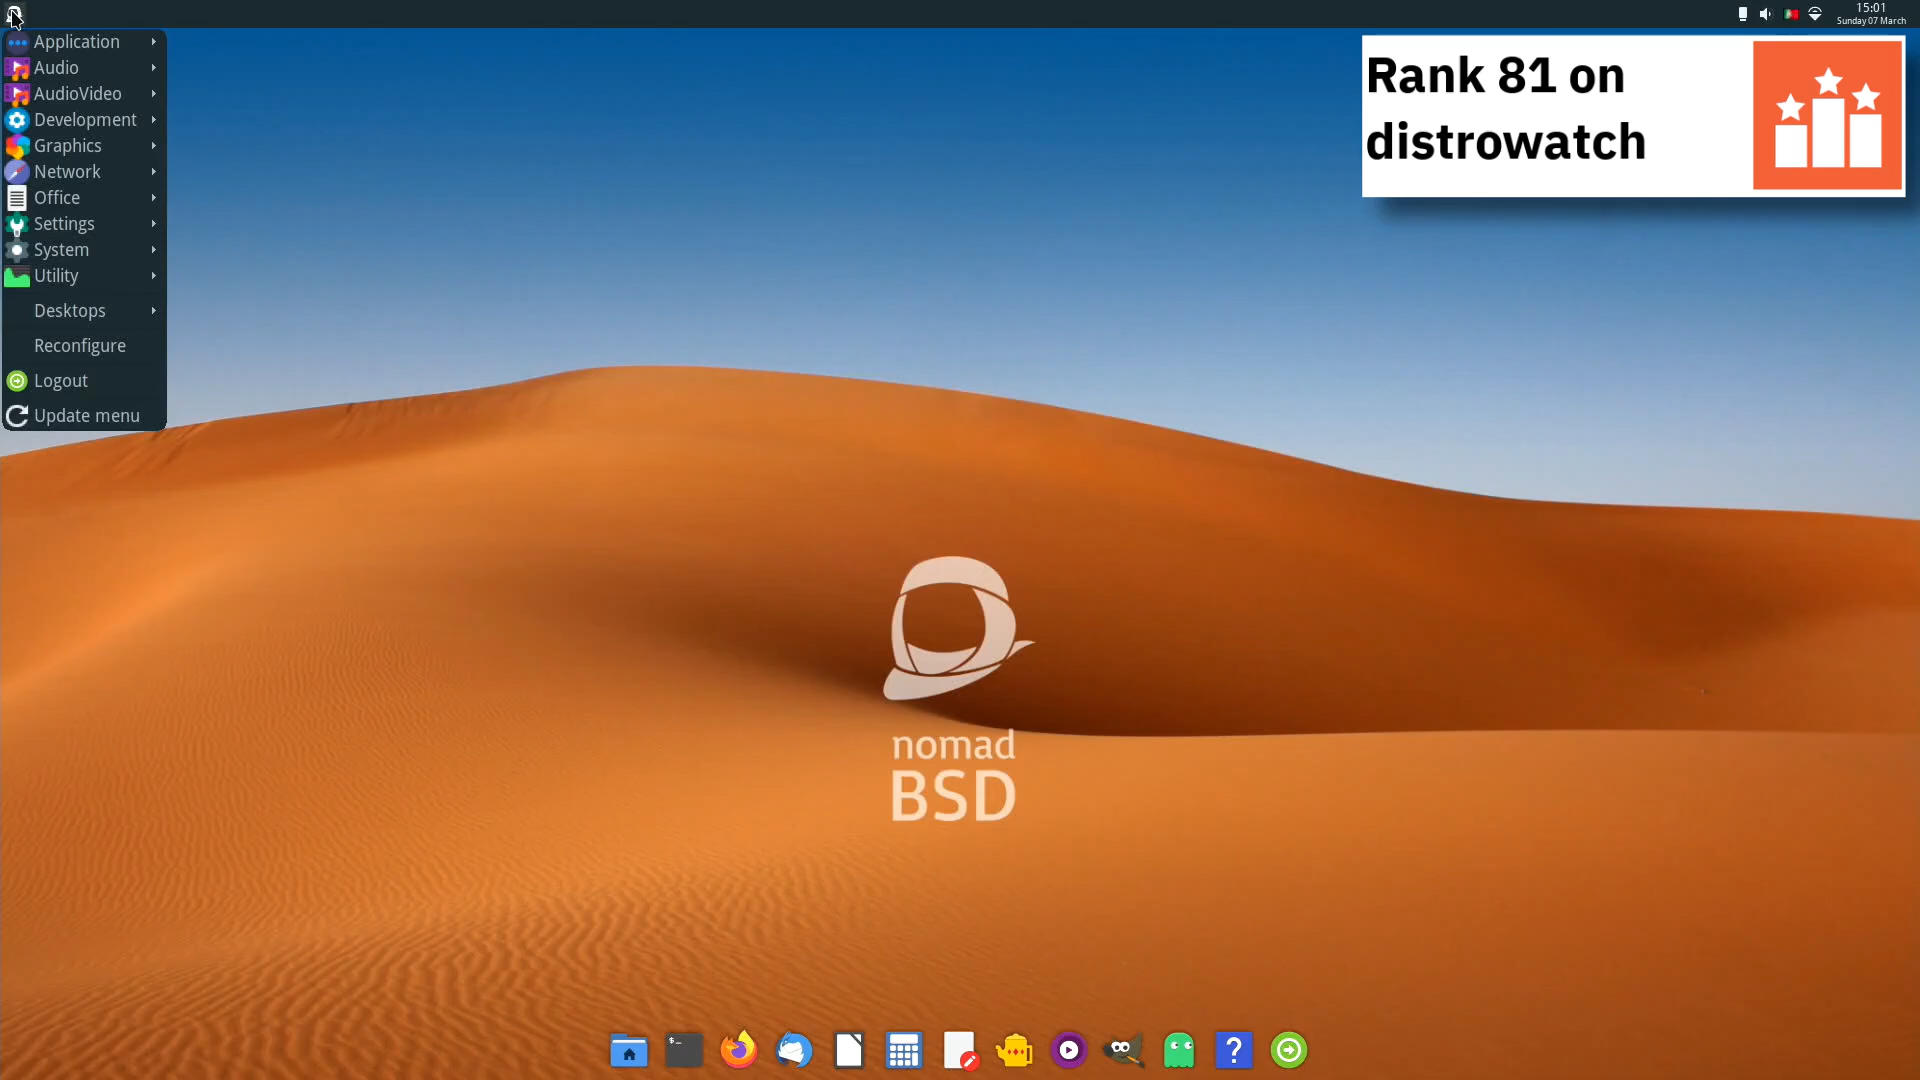 15:01
Sunday 07 March
Application
Audio
AudioVideo
Development
Graphics
Network
Office
Settings
System
Utility
Desktops
Reconfigure
Logout
Update menu
Rank 81 on
distrowatch
nomad
BSD
$_
?